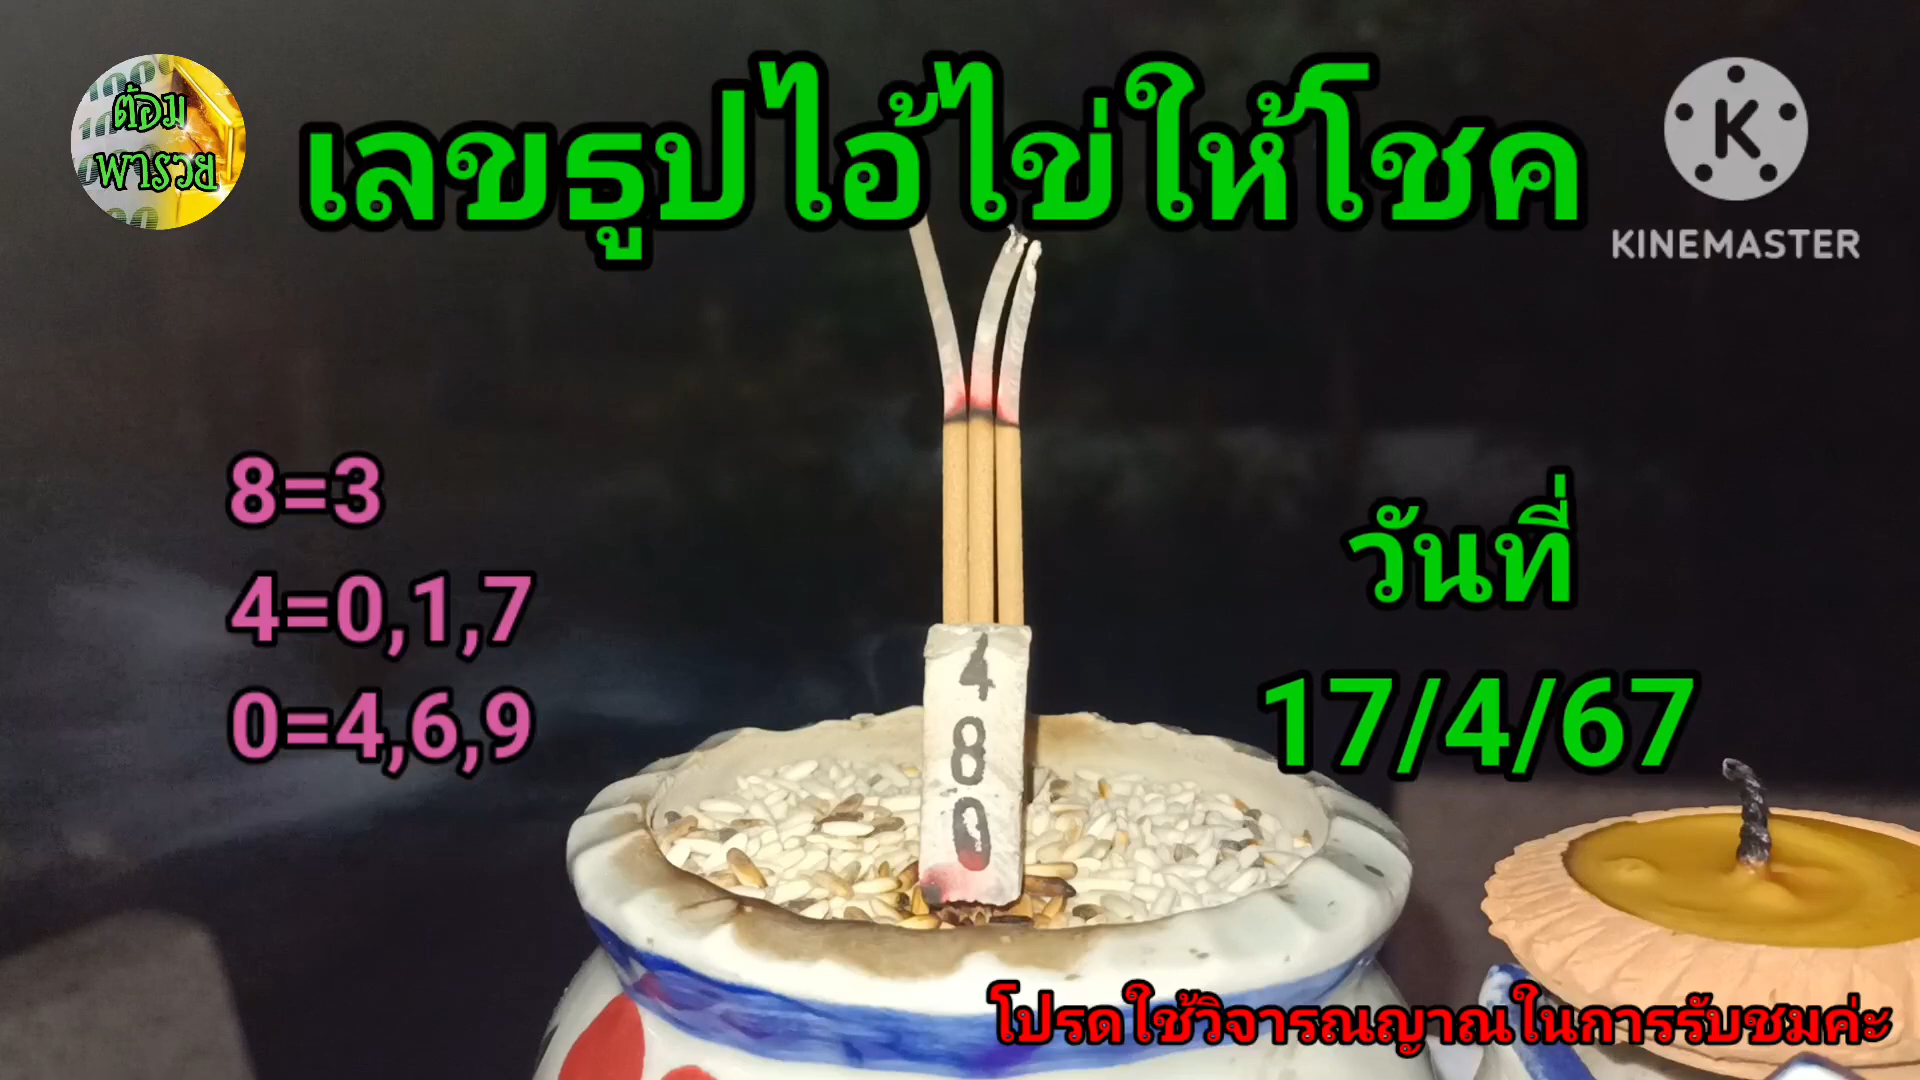 ต้อม
พารวย
เลขธูปไอ้ไข่ให้โชค
K
KINEMASTER
8=3
4=0,1,7
0=4,6,9
วันที่
17/4/67
4
8
0
โปรดใช้วิจารณญาณในการรับชมค่ะ